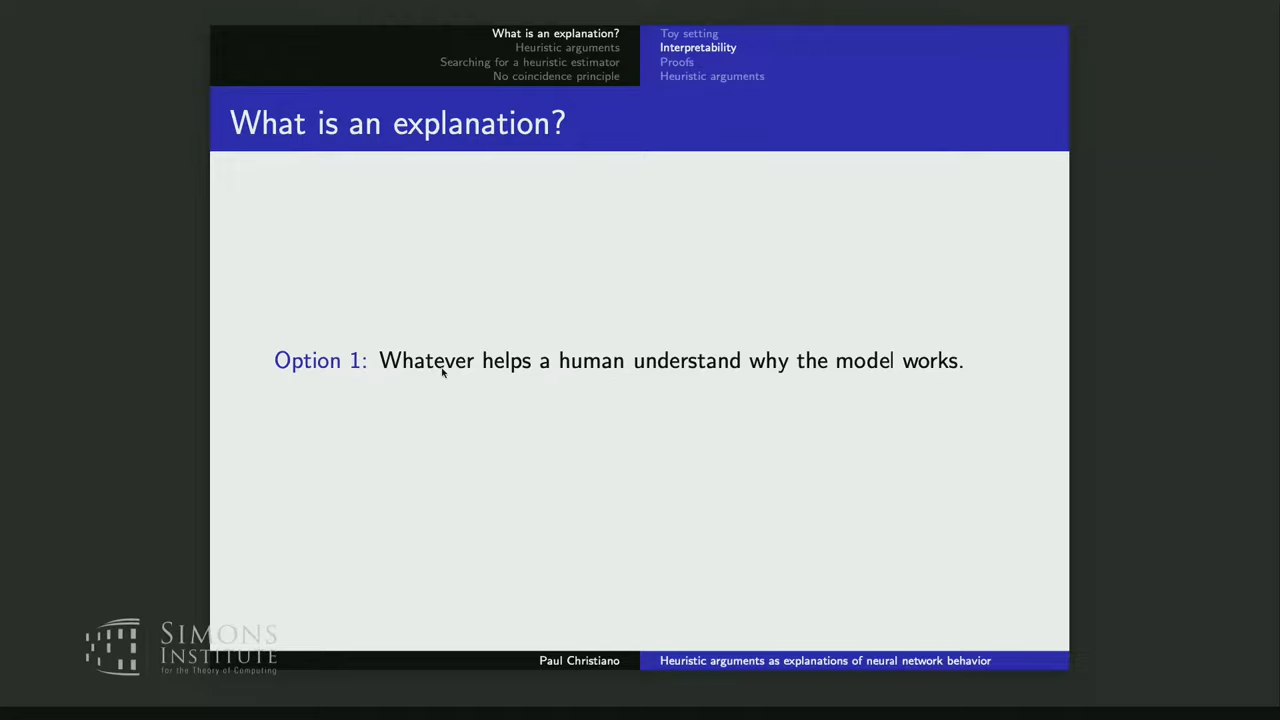 What is an explanation?
Heuristic arguments
Searching for a heuristic estimator
No coincidence principle
Toy setting
Interpretability
Proofs
Heuristic arguments
What is an explanation?
Option 1: Whatever helps a human understand why the model works.
SIMONS
INSTITUTE
for the Theory of Computing
Paul Christiano
Heuristic arguments as explanations of neural network behavior